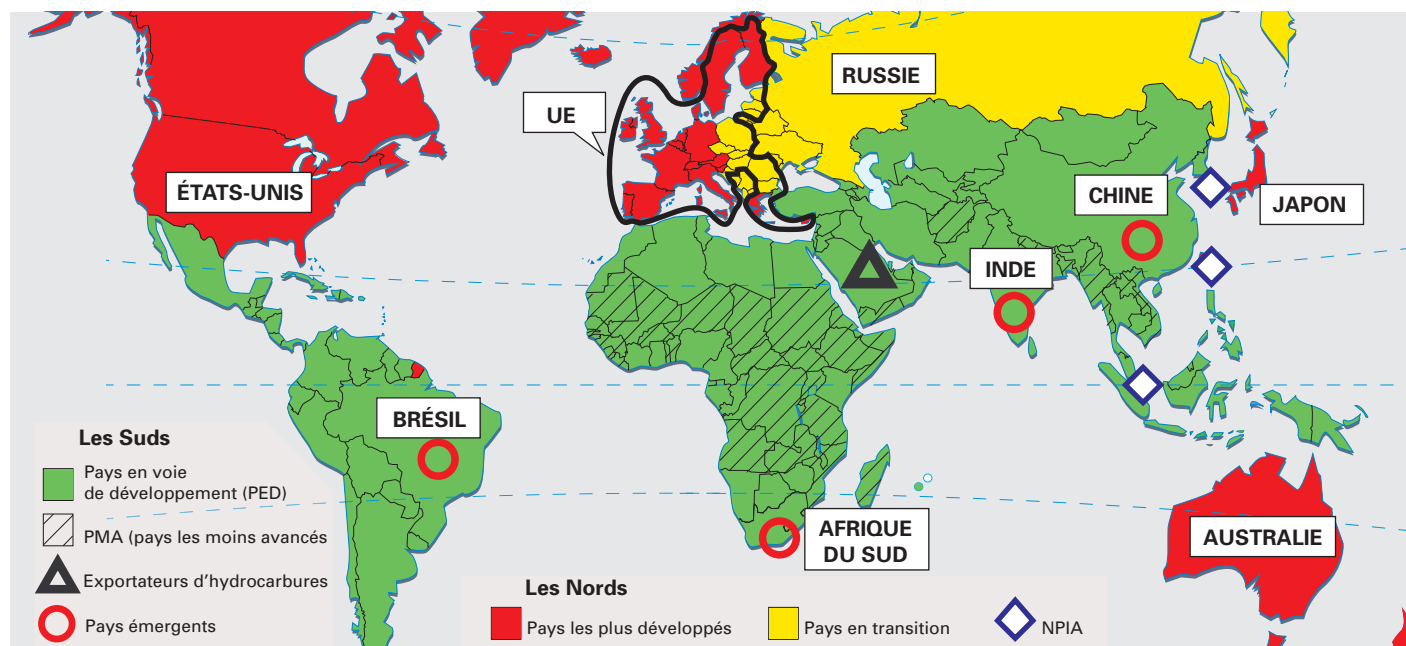 RUSSIE
UE
ÉTATS-UNIS
CHINE
JAPON
INDE
BRÉSIL
AFRIQUE
DU SUD
AUSTRALIE
Les Suds
Pays en voie
de développement (PED)
PMA (pays les moins avancés
Exportateurs d'hydrocarbures
Pays émergents
Les Nords
Pays les plus développés
Pays en transition
NPIA